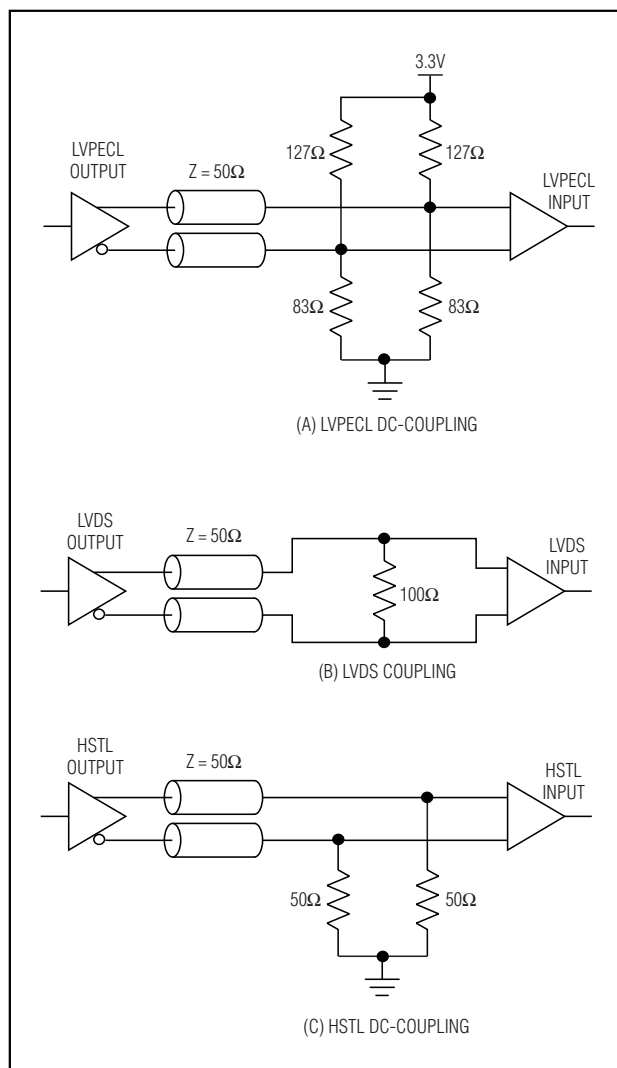 3.3V
127Ω
127Ω
LVPECL
OUTPUT
Z = 50Ω
LVPECL
INPUT
83Ω
83Ω
(A) LVPECL DC-COUPLING
LVDS
OUTPUT
Z = 50Ω
LVDS
INPUT
100Ω
(B) LVDS COUPLING
HSTL
OUTPUT
Z = 50Ω
HSTL
INPUT
50Ω
50Ω
(C) HSTL DC-COUPLING